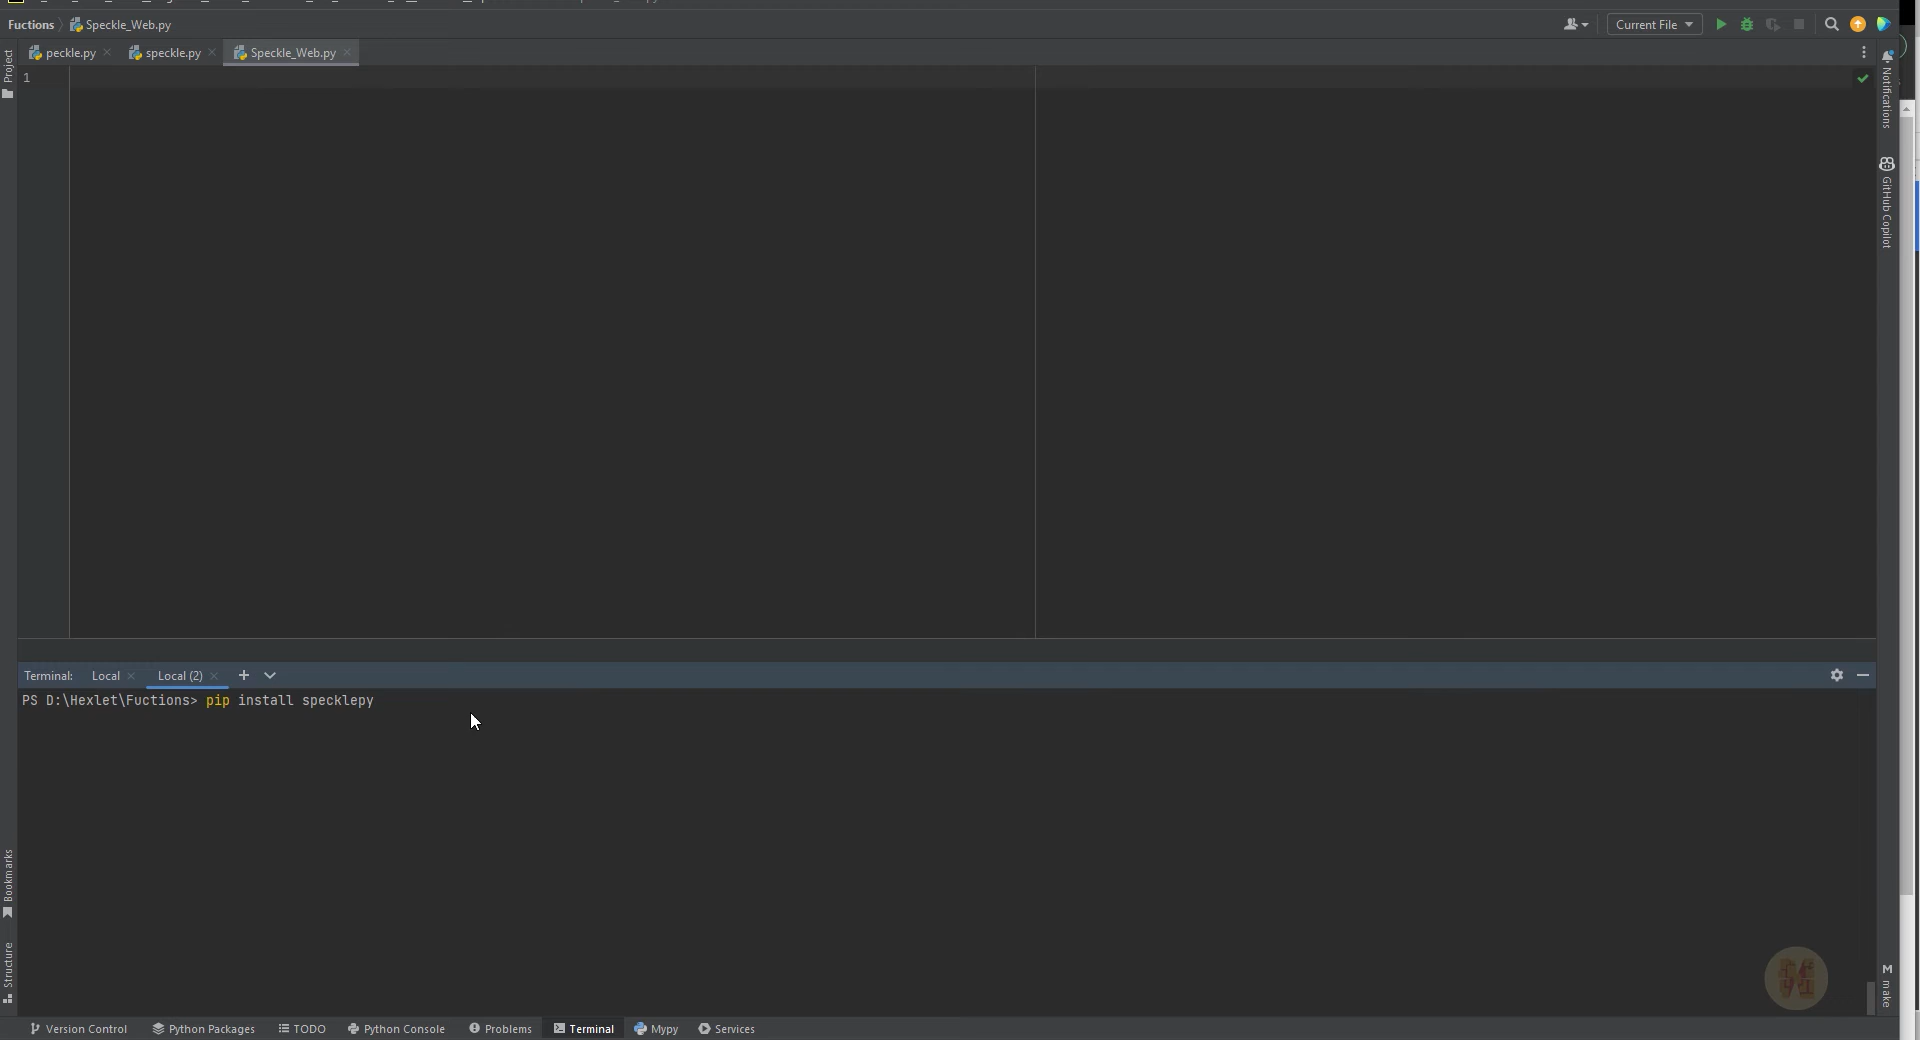 Fuctions
Speckle_Web.py
Current File
peckle.py
speckle.py
Speckle_Web.py
Project
Notifications
GitHub Copilot
1
Terminal:
Local
Local (2)
PS D:\Hexlet\Fuctions> pip install specklepy
Bookmarks
Structure
M make
Version Control
Python Packages
TODO
Python Console
Problems
Terminal
Mypy
Services